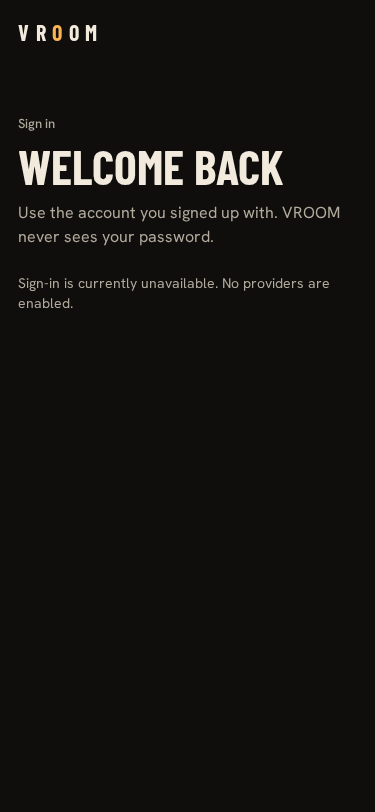 VROOM
Sign in
WELCOME BACK
Use the account you signed up with. VROOM
never sees your password.
Sign-in is currently unavailable. No providers are
enabled.